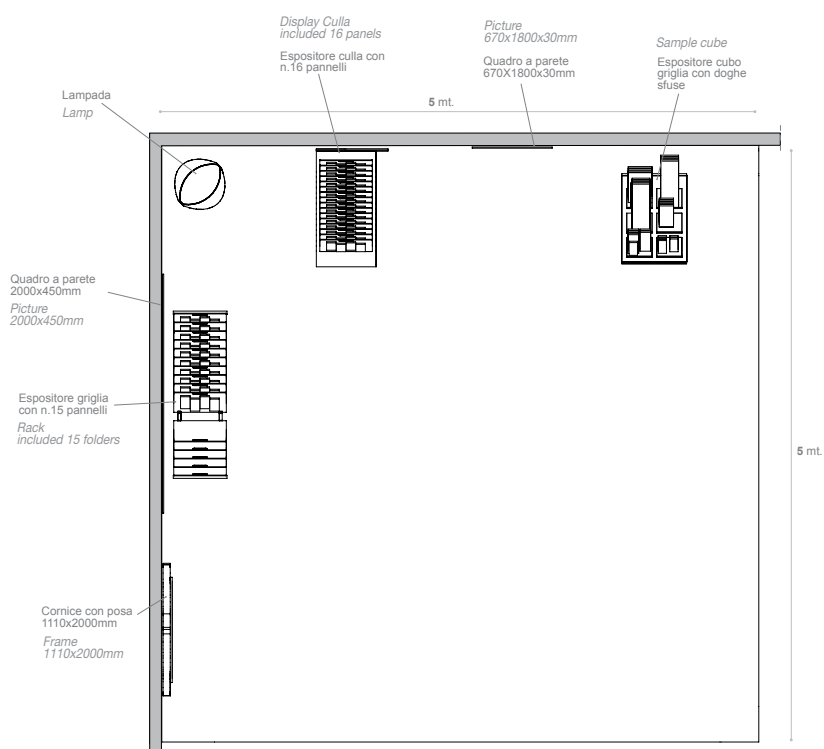 Display Culla
included 16 panels
Espositore culla con
n.16 pannelli
Picture
670x1800x30mm
Quadro a parete
670X1800x30mm
Sample cube
Espositore cubo
griglia con doghe
sfuse
Lampada
Lamp
5 mt.
Quadro a parete
2000x450mm
Picture
2000x450mm
Espositore griglia
con n.15 pannelli
Rack
included 15 folders
5 mt.
Cornice con posa
1110x2000mm
Frame
1110x2000mm